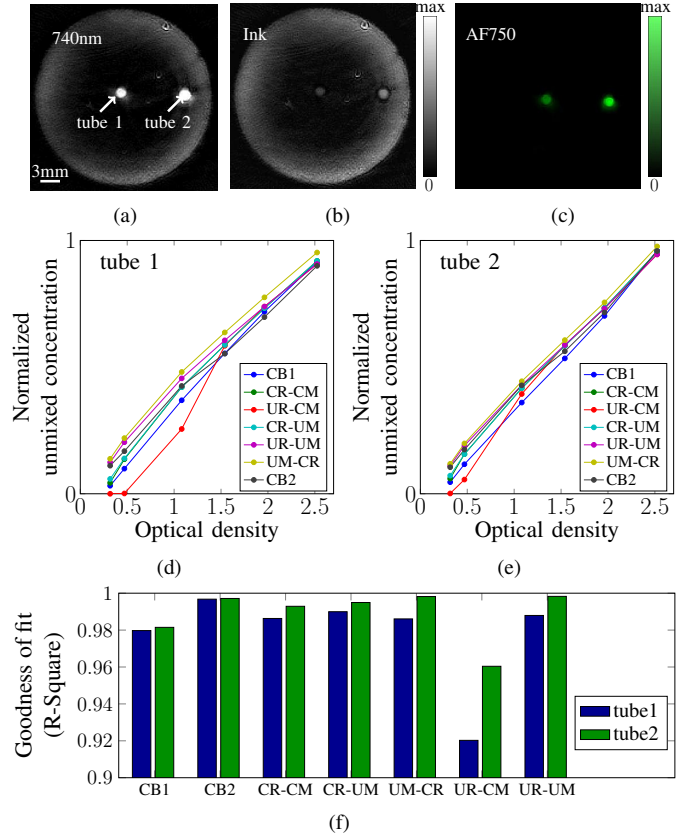 740nm
tube 1
tube 2
3mm
(a)
Ink
max
0
(b)
AF750
max
0
(c)
tube 1
Normalized
unmixed concentration
1
0
CB1
CR-CM
UR-CM
CR-UM
UR-UM
UM-CR
CB2
0 0.5 1 1.5 2 2.5
Optical density
(d)
tube 2
Normalized
unmixed concentration
1
0
CB1
CR-CM
UR-CM
CR-UM
UR-UM
UM-CR
CB2
0 0.5 1 1.5 2 2.5
Optical density
(e)
Goodness of fit
(R-Square)
1
0.98
0.96
0.94
0.92
0.9
tube1
tube2
CB1 CB2 CR-CM CR-UM UM-CR UR-CM UR-UM
(f)